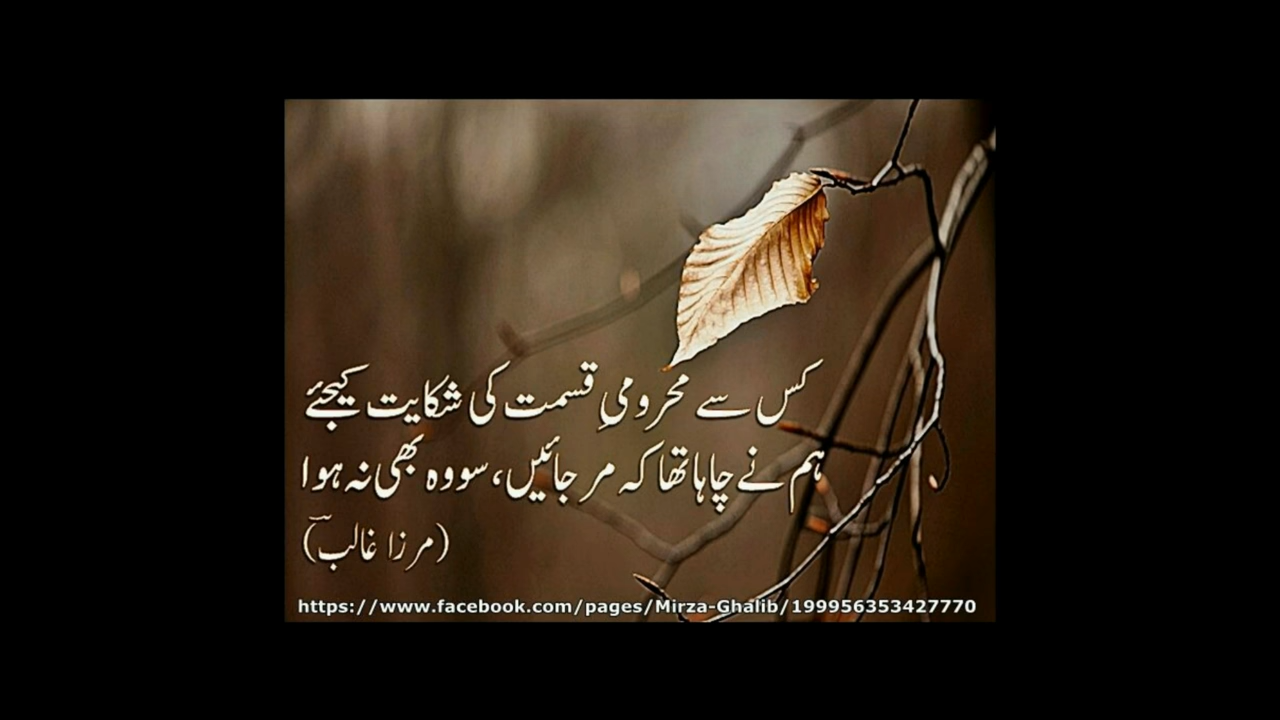 کس سے محرومیِ قسمت کی شکایت کیجئے
ہم نے چاہا تھا کہ مر جائیں، سو وہ بھی نہ ہوا
(مرزا غالبؔ)
https://www.facebook.com/pages/Mirza-Ghalib/199956353427770